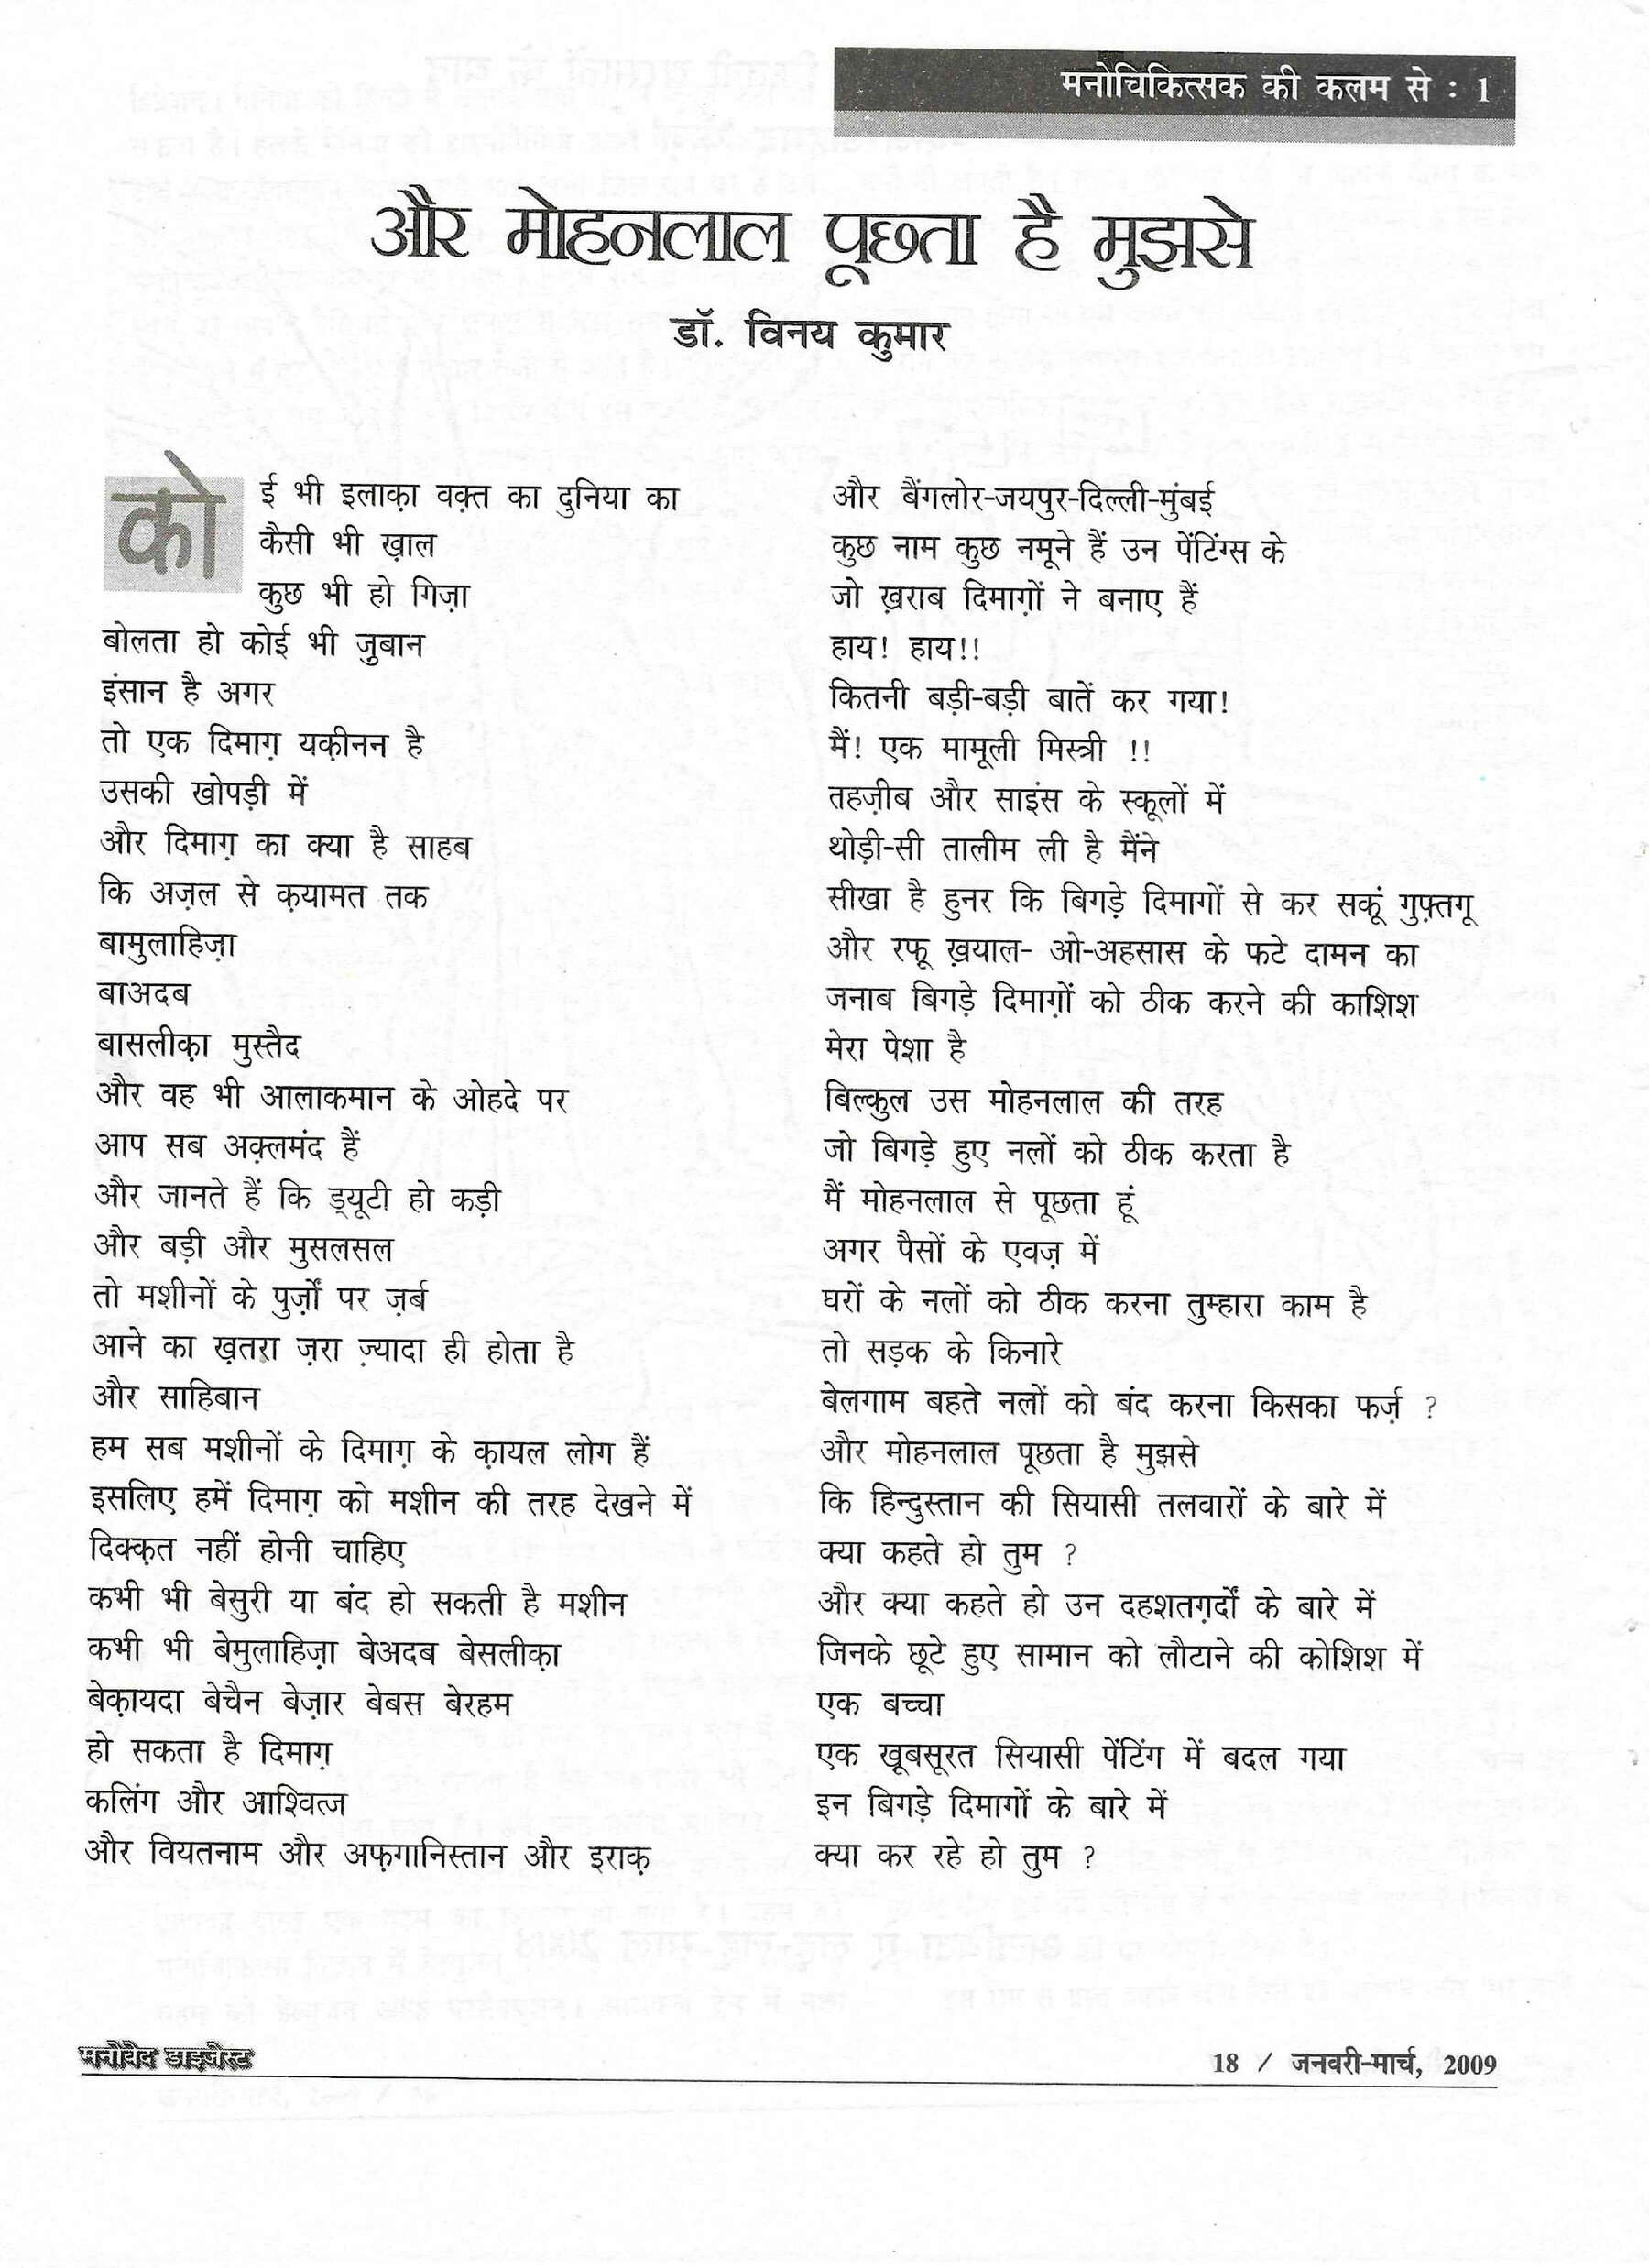 मनोचिकित्सक की कलम से : 1
और मोहनलाल पूछता है मुझसे
डॉ. विनय कुमार
कोई भी इलाक़ा वक़्त का दुनिया का
कैसी भी ख़ाल
कुछ भी हो गिज़ा
बोलता हो कोई भी जुबान
इंसान है अगर
तो एक दिमाग़ यक़ीनन है
उसकी खोपड़ी में
और दिमाग़ का क्या है साहब
कि अज़ल से क़यामत तक
बामुलाहिज़ा
बाअदब
बासलीक़ा मुस्तैद
और वह भी आलाकमान के ओहदे पर
आप सब अक़्लमंद हैं
और जानते हैं कि ड्यूटी हो कड़ी
और बड़ी और मुसलसल
तो मशीनों के पुर्ज़ों पर ज़र्ब
आने का ख़तरा ज़रा ज़्यादा ही होता है
और साहिबान
हम सब मशीनों के दिमाग़ के क़ायल लोग हैं
इसलिए हमें दिमाग़ को मशीन की तरह देखने में
दिक्क़त नहीं होनी चाहिए
कभी भी बेसुरी या बंद हो सकती है मशीन
कभी भी बेमुलाहिज़ा बेअदब बेसलीक़ा
बेक़ायदा बेचैन बेज़ार बेबस बेरहम
हो सकता है दिमाग़
कलिंग और आश्वित्ज
और वियतनाम और अफ़गानिस्तान और इराक़
और बैंगलोर-जयपुर-दिल्ली-मुंबई
कुछ नाम कुछ नमूने हैं उन पेंटिंग्स के
जो ख़राब दिमाग़ों ने बनाए हैं
हाय! हाय!!
कितनी बड़ी-बड़ी बातें कर गया!
मैं! एक मामूली मिस्त्री !!
तहज़ीब और साइंस के स्कूलों में
थोड़ी-सी तालीम ली है मैंने
सीखा है हुनर कि बिगड़े दिमागों से कर सकूं गुफ़्तगू
और रफू ख़याल- ओ-अहसास के फटे दामन का
जनाब बिगड़े दिमाग़ों को ठीक करने की काशिश
मेरा पेशा है
बिल्कुल उस मोहनलाल की तरह
जो बिगड़े हुए नलों को ठीक करता है
मैं मोहनलाल से पूछता हूं
अगर पैसों के एवज़ में
घरों के नलों को ठीक करना तुम्हारा काम है
तो सड़क के किनारे
बेलगाम बहते नलों को बंद करना किसका फर्ज़ ?
और मोहनलाल पूछता है मुझसे
कि हिन्दुस्तान की सियासी तलवारों के बारे में
क्या कहते हो तुम ?
और क्या कहते हो उन दहशतग़र्दों के बारे में
जिनके छूटे हुए सामान को लौटाने की कोशिश में
एक बच्चा
एक खूबसूरत सियासी पेंटिंग में बदल गया
इन बिगड़े दिमागों के बारे में
क्या कर रहे हो तुम ?
मनोवेद डाइजेस्ट
18 / जनवरी-मार्च, 2009